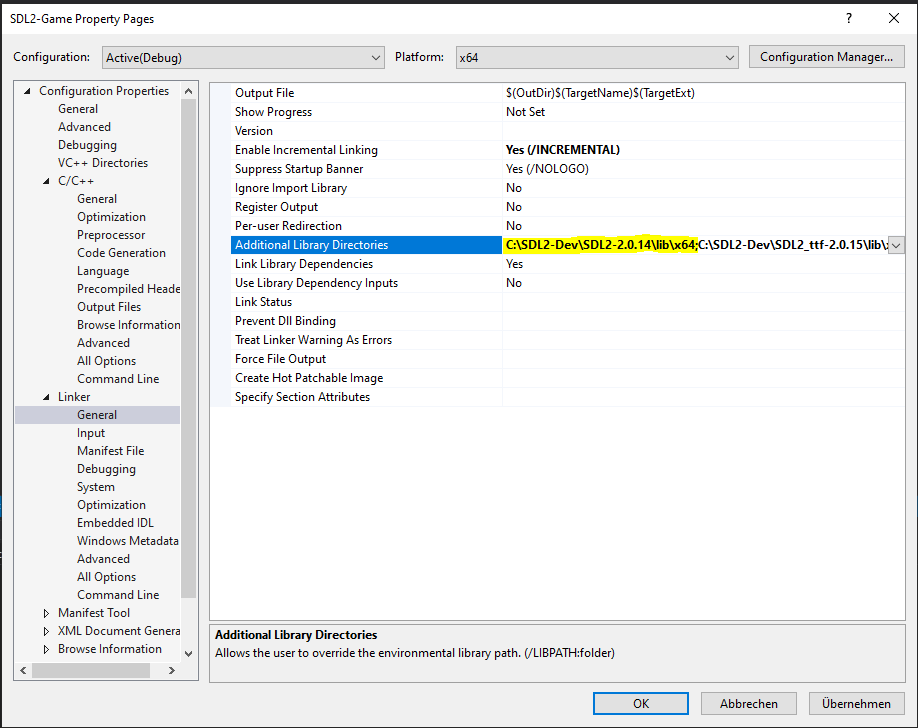 SDL2-Game Property Pages
?
Configuration: Active(Debug) Platform: x64 Configuration Manager...
Configuration Properties
General
Advanced
Debugging
VC++ Directories
C/C++
General
Optimization
Preprocessor
Code Generation
Language
Precompiled Heade
Output Files
Browse Information
Advanced
All Options
Command Line
Linker
General
Input
Manifest File
Debugging
System
Optimization
Embedded IDL
Windows Metadata
Advanced
All Options
Command Line
Manifest Tool
XML Document Genera
Browse Information
Output File $(OutDir)$(TargetName)$(TargetExt)
Show Progress Not Set
Version
Enable Incremental Linking Yes (/INCREMENTAL)
Suppress Startup Banner Yes (/NOLOGO)
Ignore Import Library No
Register Output No
Per-user Redirection No
Additional Library Directories C:\SDL2-Dev\SDL2-2.0.14\lib\x64;C:\SDL2-Dev\SDL2_ttf-2.0.15\lib\
Link Library Dependencies Yes
Use Library Dependency Inputs No
Link Status
Prevent Dll Binding
Treat Linker Warning As Errors
Force File Output
Create Hot Patchable Image
Specify Section Attributes
Additional Library Directories
Allows the user to override the environmental library path. (/LIBPATH:folder)
OK Abbrechen Übernehmen